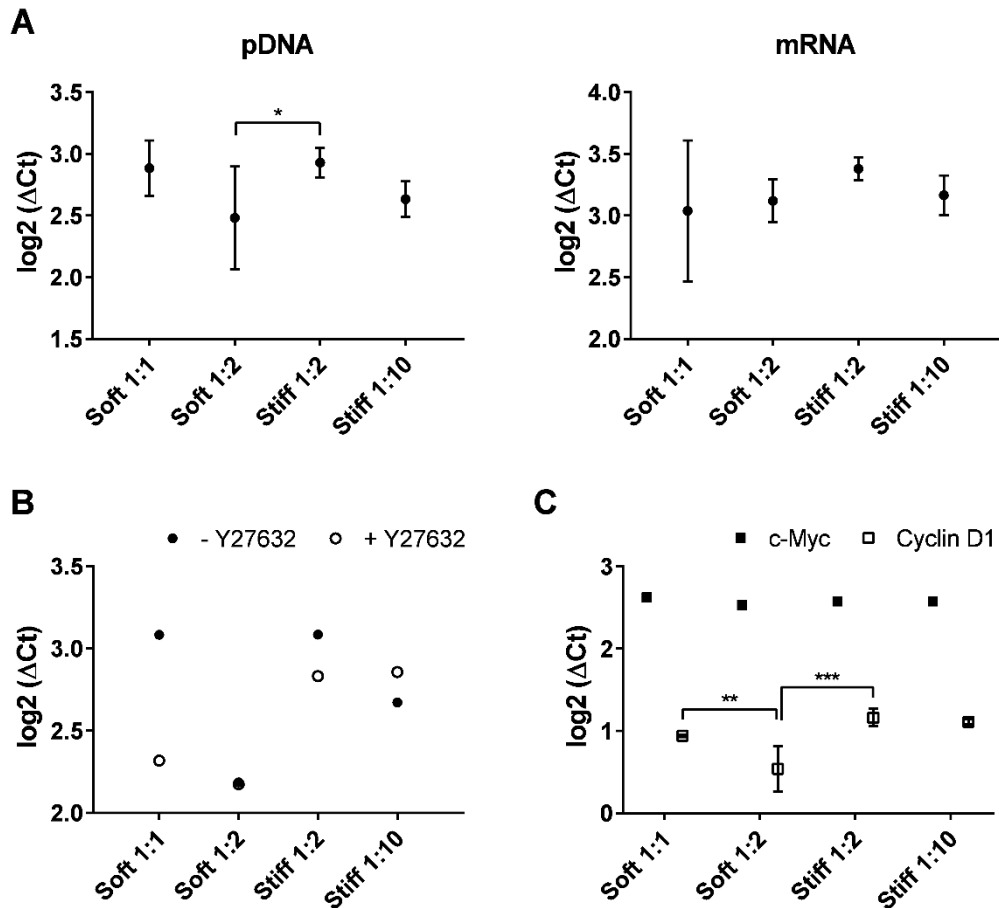 A
pDNA
mRNA
log2 (ΔCt)
3.5
3.0
2.5
2.0
1.5
*
Soft 1:1
Soft 1:2
Stiff 1:2
Stiff 1:10
log2 (ΔCt)
4.0
3.5
3.0
2.5
2.0
Soft 1:1
Soft 1:2
Stiff 1:2
Stiff 1:10
B
- Y27632
+ Y27632
log2 (ΔCt)
3.5
3.0
2.5
2.0
Soft 1:1
Soft 1:2
Stiff 1:2
Stiff 1:10
C
c-Myc
Cyclin D1
log2 (ΔCt)
3
2
1
0
**
***
Soft 1:1
Soft 1:2
Stiff 1:2
Stiff 1:10